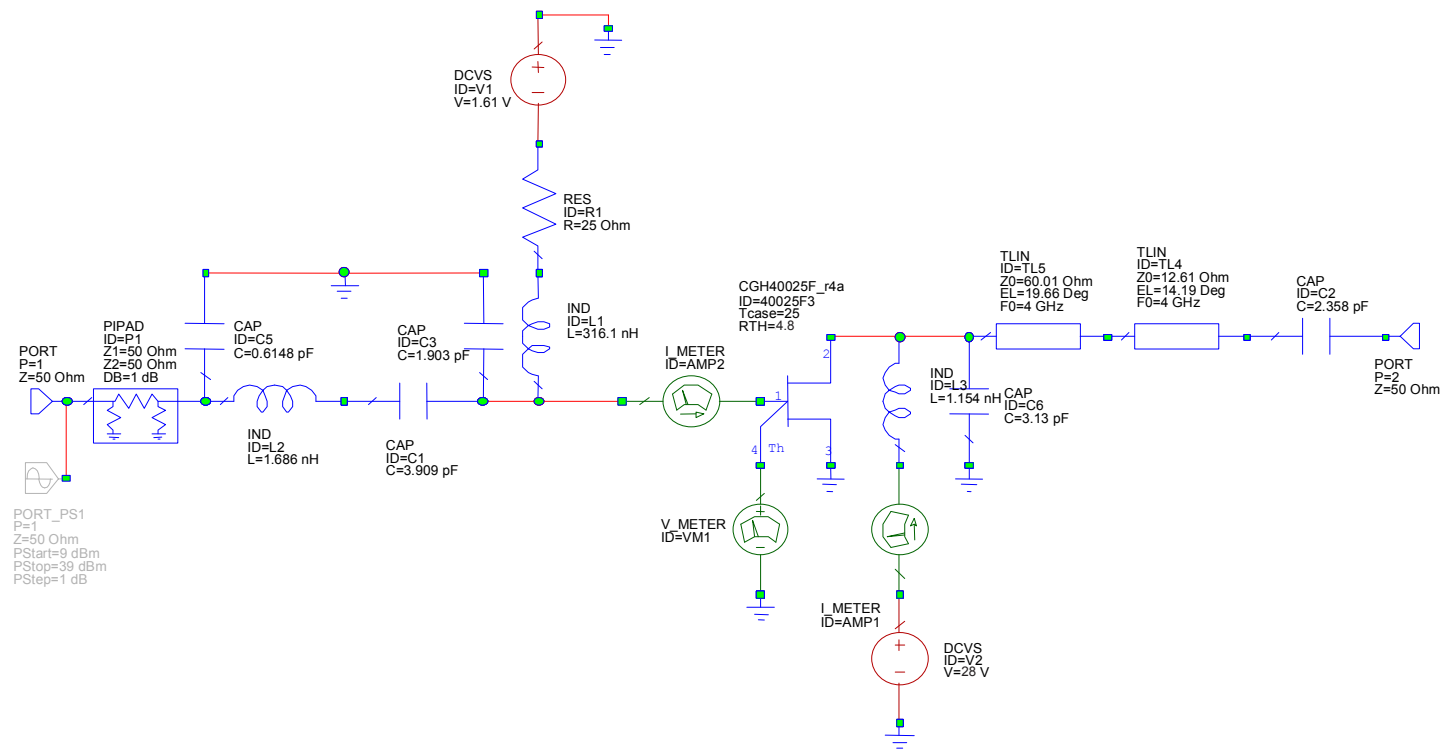 DCVS
ID=V1
V=1.61 V
RES
ID=R1
R=25 Ohm
IND
ID=L1
L=316.1 nH
PORT
P=1
Z=50 Ohm
PIPAD
ID=P1
Z1=50 Ohm
Z2=50 Ohm
DB=1 dB
CAP
ID=C5
C=0.6148 pF
CAP
ID=C3
C=1.903 pF
IND
ID=L2
L=1.686 nH
CAP
ID=C1
C=3.909 pF
PORT_PS1
P=1
Z=50 Ohm
PStart=9 dBm
PStop=39 dBm
PStep=1 dB
I_METER
ID=AMP2
CGH40025F_r4a
ID=40025F3
Tcase=25
RTH=4.8
1
2
3
4
Th
V_METER
ID=VM1
IND
ID=L3
L=1.154 nH
CAP
ID=C6
C=3.13 pF
I_METER
ID=AMP1
DCVS
ID=V2
V=28 V
TLIN
ID=TL5
Z0=60.01 Ohm
EL=19.66 Deg
F0=4 GHz
TLIN
ID=TL4
Z0=12.61 Ohm
EL=14.19 Deg
F0=4 GHz
CAP
ID=C2
C=2.358 pF
PORT
P=2
Z=50 Ohm